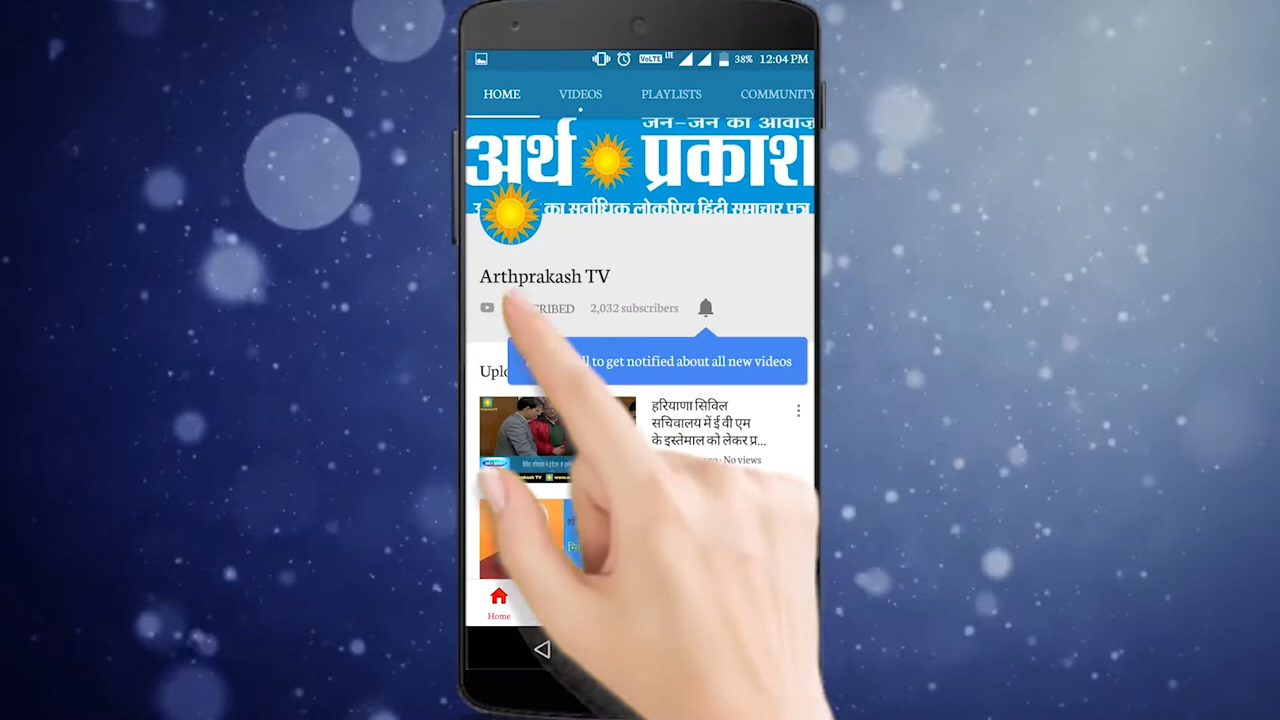 VoLTE LTE 38% 12:04 PM
HOME VIDEOS PLAYLISTS COMMUNITY
जन-जन का आवाज़
अर्थ प्रकाश
का सर्वाधिक लोकप्रिय हिंदी समाचार पत्र
Arthprakash TV
2,032 subscribers
to get notified about all new videos
हरियाणा सिविल
सचिवालय में ई वी एम
के इस्तेमाल को लेकर प्र...
No views
Home